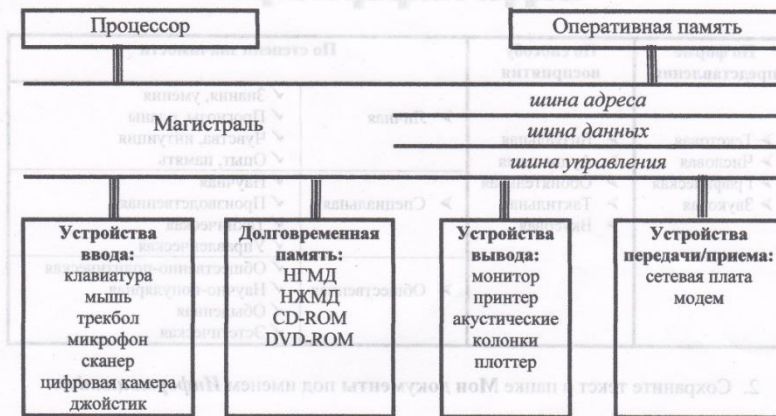 Процессор
Оперативная память
Магистраль
шина адреса
шина данных
шина управления
Устройства
ввода:
клавиатура
мышь
трекбол
микрофон
сканер
цифровая камера
джойстик
Долговременная
память:
НГМД
НЖМД
CD-ROM
DVD-ROM
Устройства
вывода:
монитор
принтер
акустические
колонки
плоттер
Устройства
передачи/приема:
сетевая плата
модем